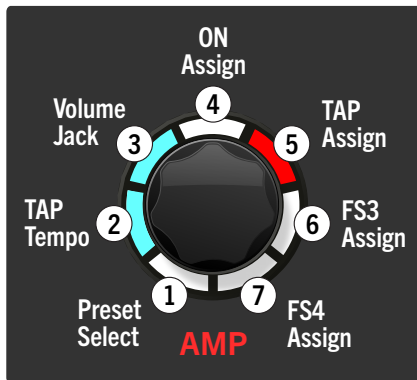 ON
Assign
4
Volume
Jack
3
TAP
Assign
5
TAP
Tempo
2
FS3
Assign
6
Preset
Select
1
FS4
Assign
7
AMP